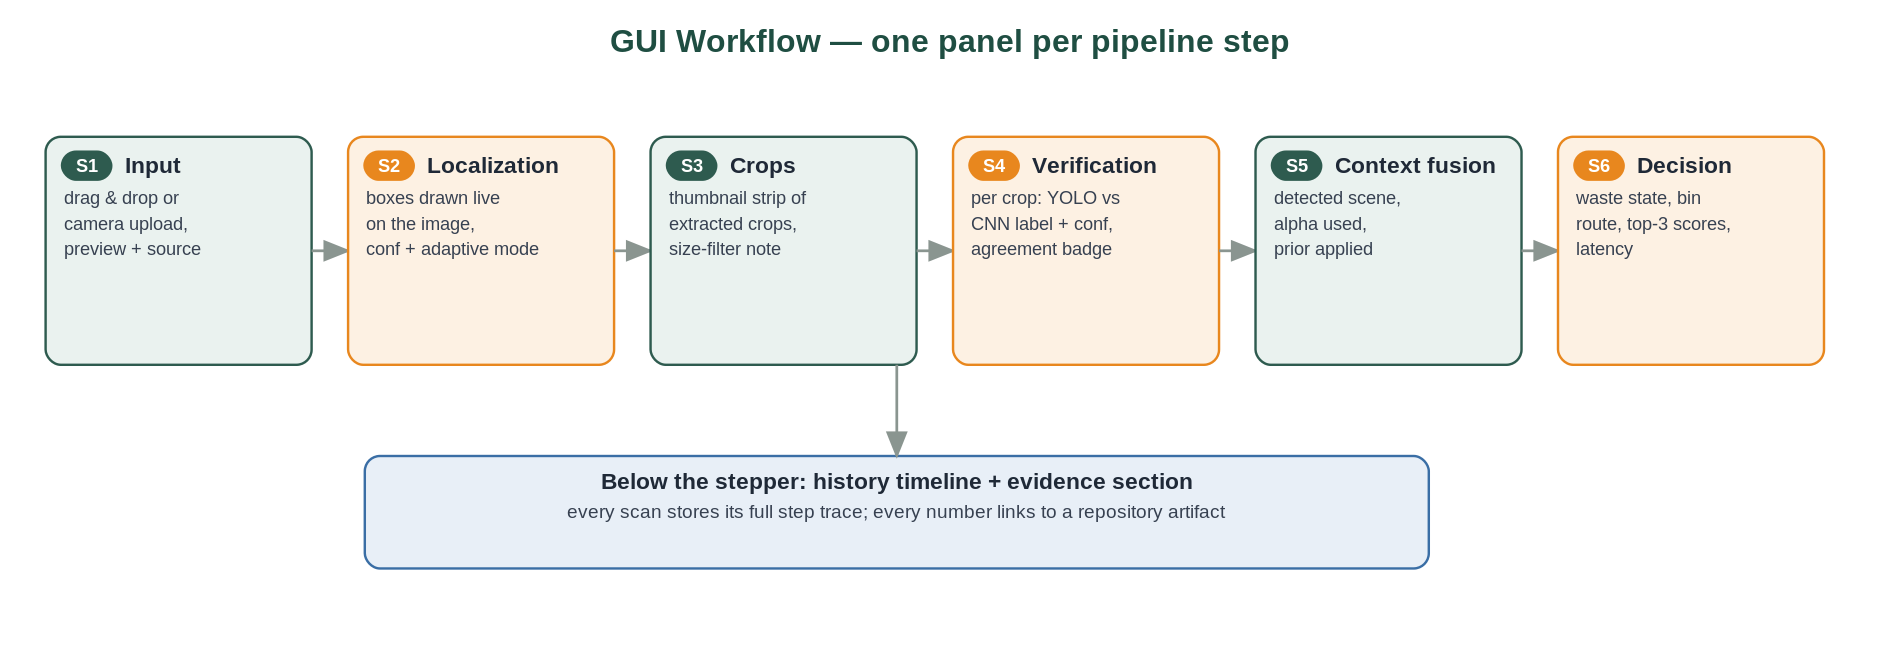 GUI Workflow — one panel per pipeline step
S1 Input
drag & drop or
camera upload,
preview + source
S2 Localization
boxes drawn live
on the image,
conf + adaptive mode
S3 Crops
thumbnail strip of
extracted crops,
size-filter note
S4 Verification
per crop: YOLO vs
CNN label + conf,
agreement badge
S5 Context fusion
detected scene,
alpha used,
prior applied
S6 Decision
waste state, bin
route, top-3 scores,
latency
Below the stepper: history timeline + evidence section
every scan stores its full step trace; every number links to a repository artifact